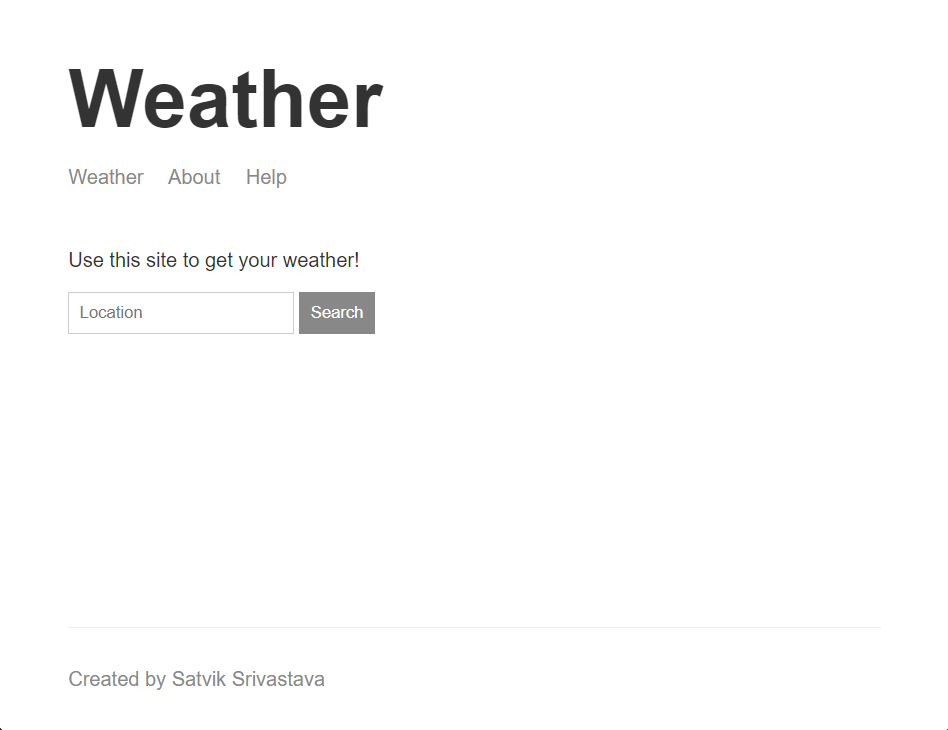 Weather
Weather About Help
Use this site to get your weather!
Location Search
Created by Satvik Srivastava